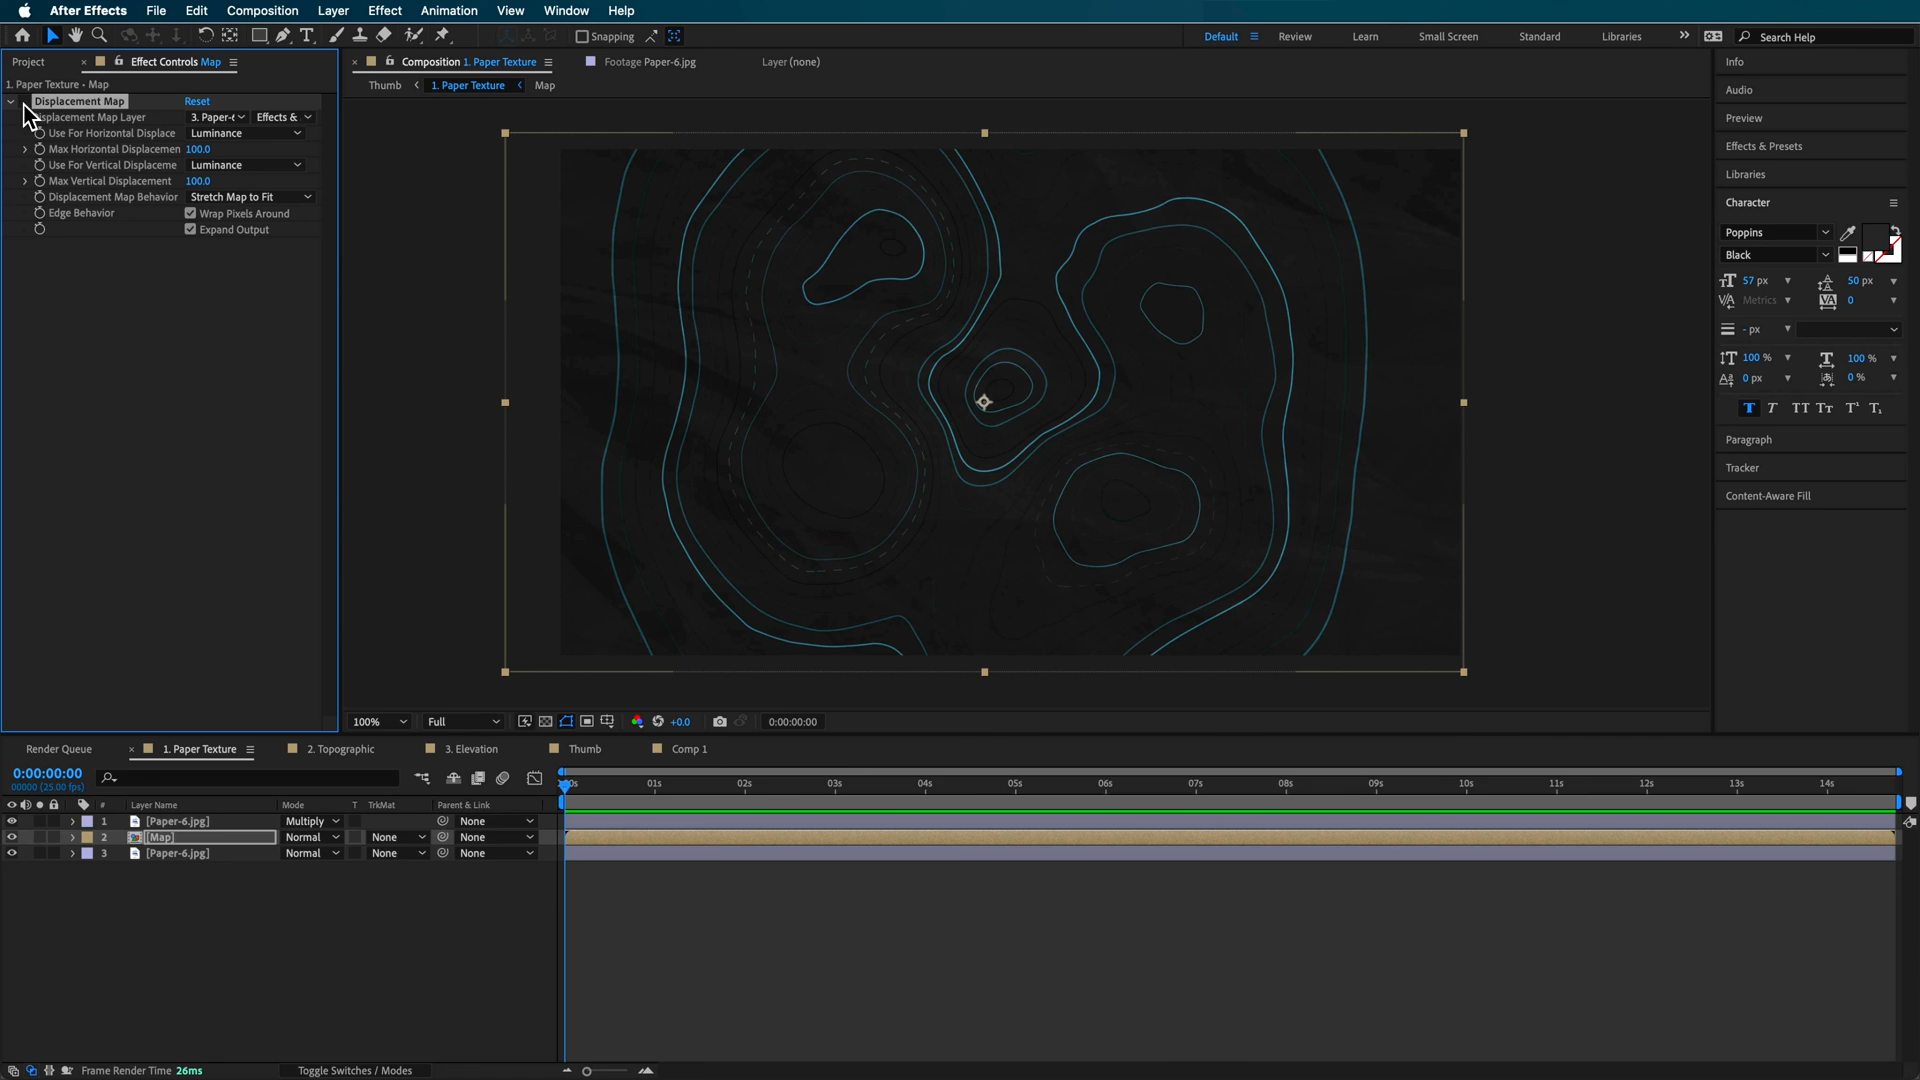 After Effects File Edit Composition Layer Effect Animation View Window Help
Snapping Default Review Learn Small Screen Standard Libraries Search Help
Project Effect Controls Map
1. Paper Texture • Map
Displacement Map Reset
isplacement Map Layer 3. Paper-6 Effects &
Use For Horizontal Displace Luminance
Max Horizontal Displacemen 100.0
Use For Vertical Displaceme Luminance
Max Vertical Displacement 100.0
Displacement Map Behavior Stretch Map to Fit
Edge Behavior Wrap Pixels Around
Expand Output
Composition 1. Paper Texture Footage Paper-6.jpg Layer (none)
Thumb 1. Paper Texture Map
100% Full +0.0 0:00:00:00
Info
Audio
Preview
Effects & Presets
Libraries
Character
Poppins
Black
57 px 50 px
Metrics 0
- px
100 % 100 %
0 px 0 %
T T TT Tт T¹ T₁
Paragraph
Tracker
Content-Aware Fill
Render Queue 1. Paper Texture 2. Topographic 3. Elevation Thumb Comp 1
0:00:00:00
00000 (25.00 fps)
00s 01s 02s 03s 04s 05s 06s 07s 08s 09s 10s 11s 12s 13s 14s
# Layer Name Mode T TrkMat Parent & Link
1 [Paper-6.jpg] Multiply None
2 [Map] Normal None None
3 [Paper-6.jpg] Normal None None
Frame Render Time 26ms Toggle Switches / Modes